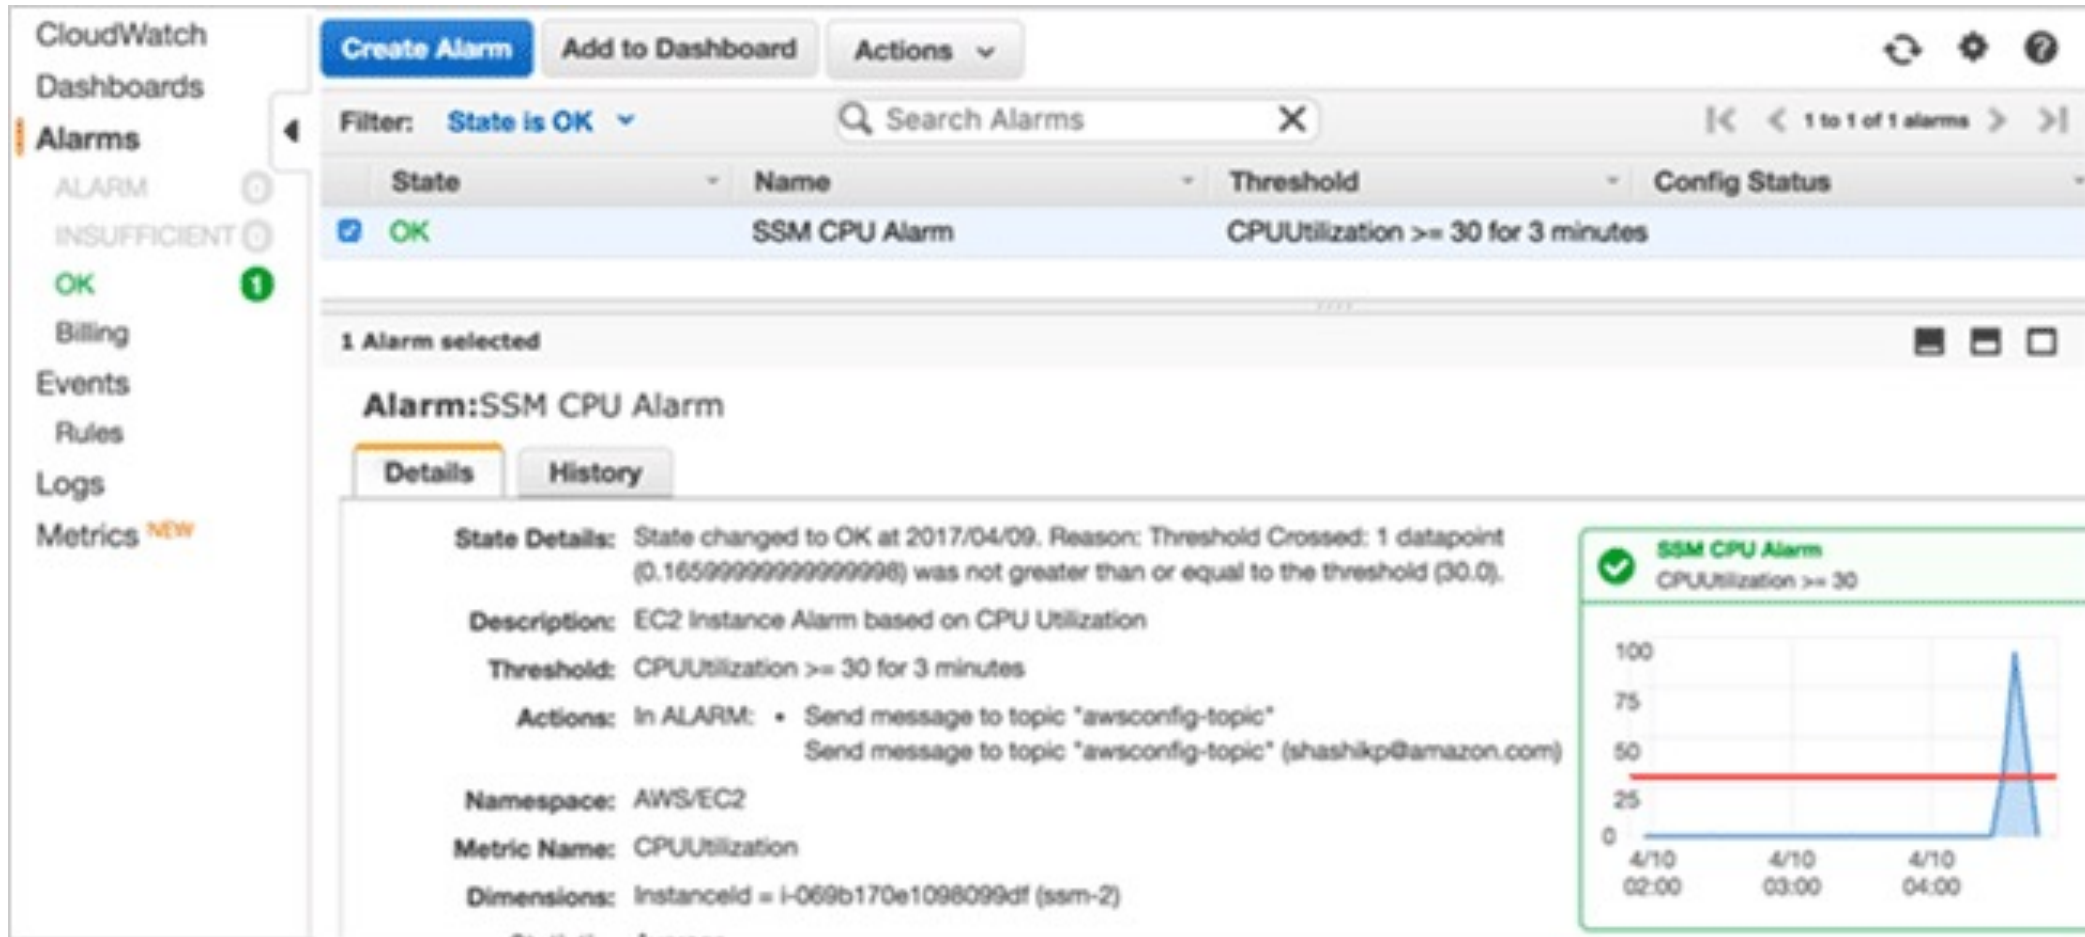 CloudWatch
Dashboards
Alarms
ALARM 0
INSUFFICIENT 0
OK 1
Billing
Events
Rules
Logs
Metrics NEW
Create Alarm Add to Dashboard Actions
Filter: State is OK Search Alarms 1 to 1 of 1 alarms
State Name Threshold Config Status
OK SSM CPU Alarm CPUUtilization >= 30 for 3 minutes
1 Alarm selected
Alarm:SSM CPU Alarm
Details History
State Details: State changed to OK at 2017/04/09. Reason: Threshold Crossed: 1 datapoint
(0.16599999999999998) was not greater than or equal to the threshold (30.0).
Description: EC2 Instance Alarm based on CPU Utilization
Threshold: CPUUtilization >= 30 for 3 minutes
Actions: In ALARM: • Send message to topic "awsconfig-topic"
Send message to topic "awsconfig-topic" (shashikp@amazon.com)
Namespace: AWS/EC2
Metric Name: CPUUtilization
Dimensions: InstanceId = i-069b170e1098099df (ssm-2)
SSM CPU Alarm
CPUUtilization >= 30
100
75
50
25
0
4/10 4/10 4/10
02:00 03:00 04:00